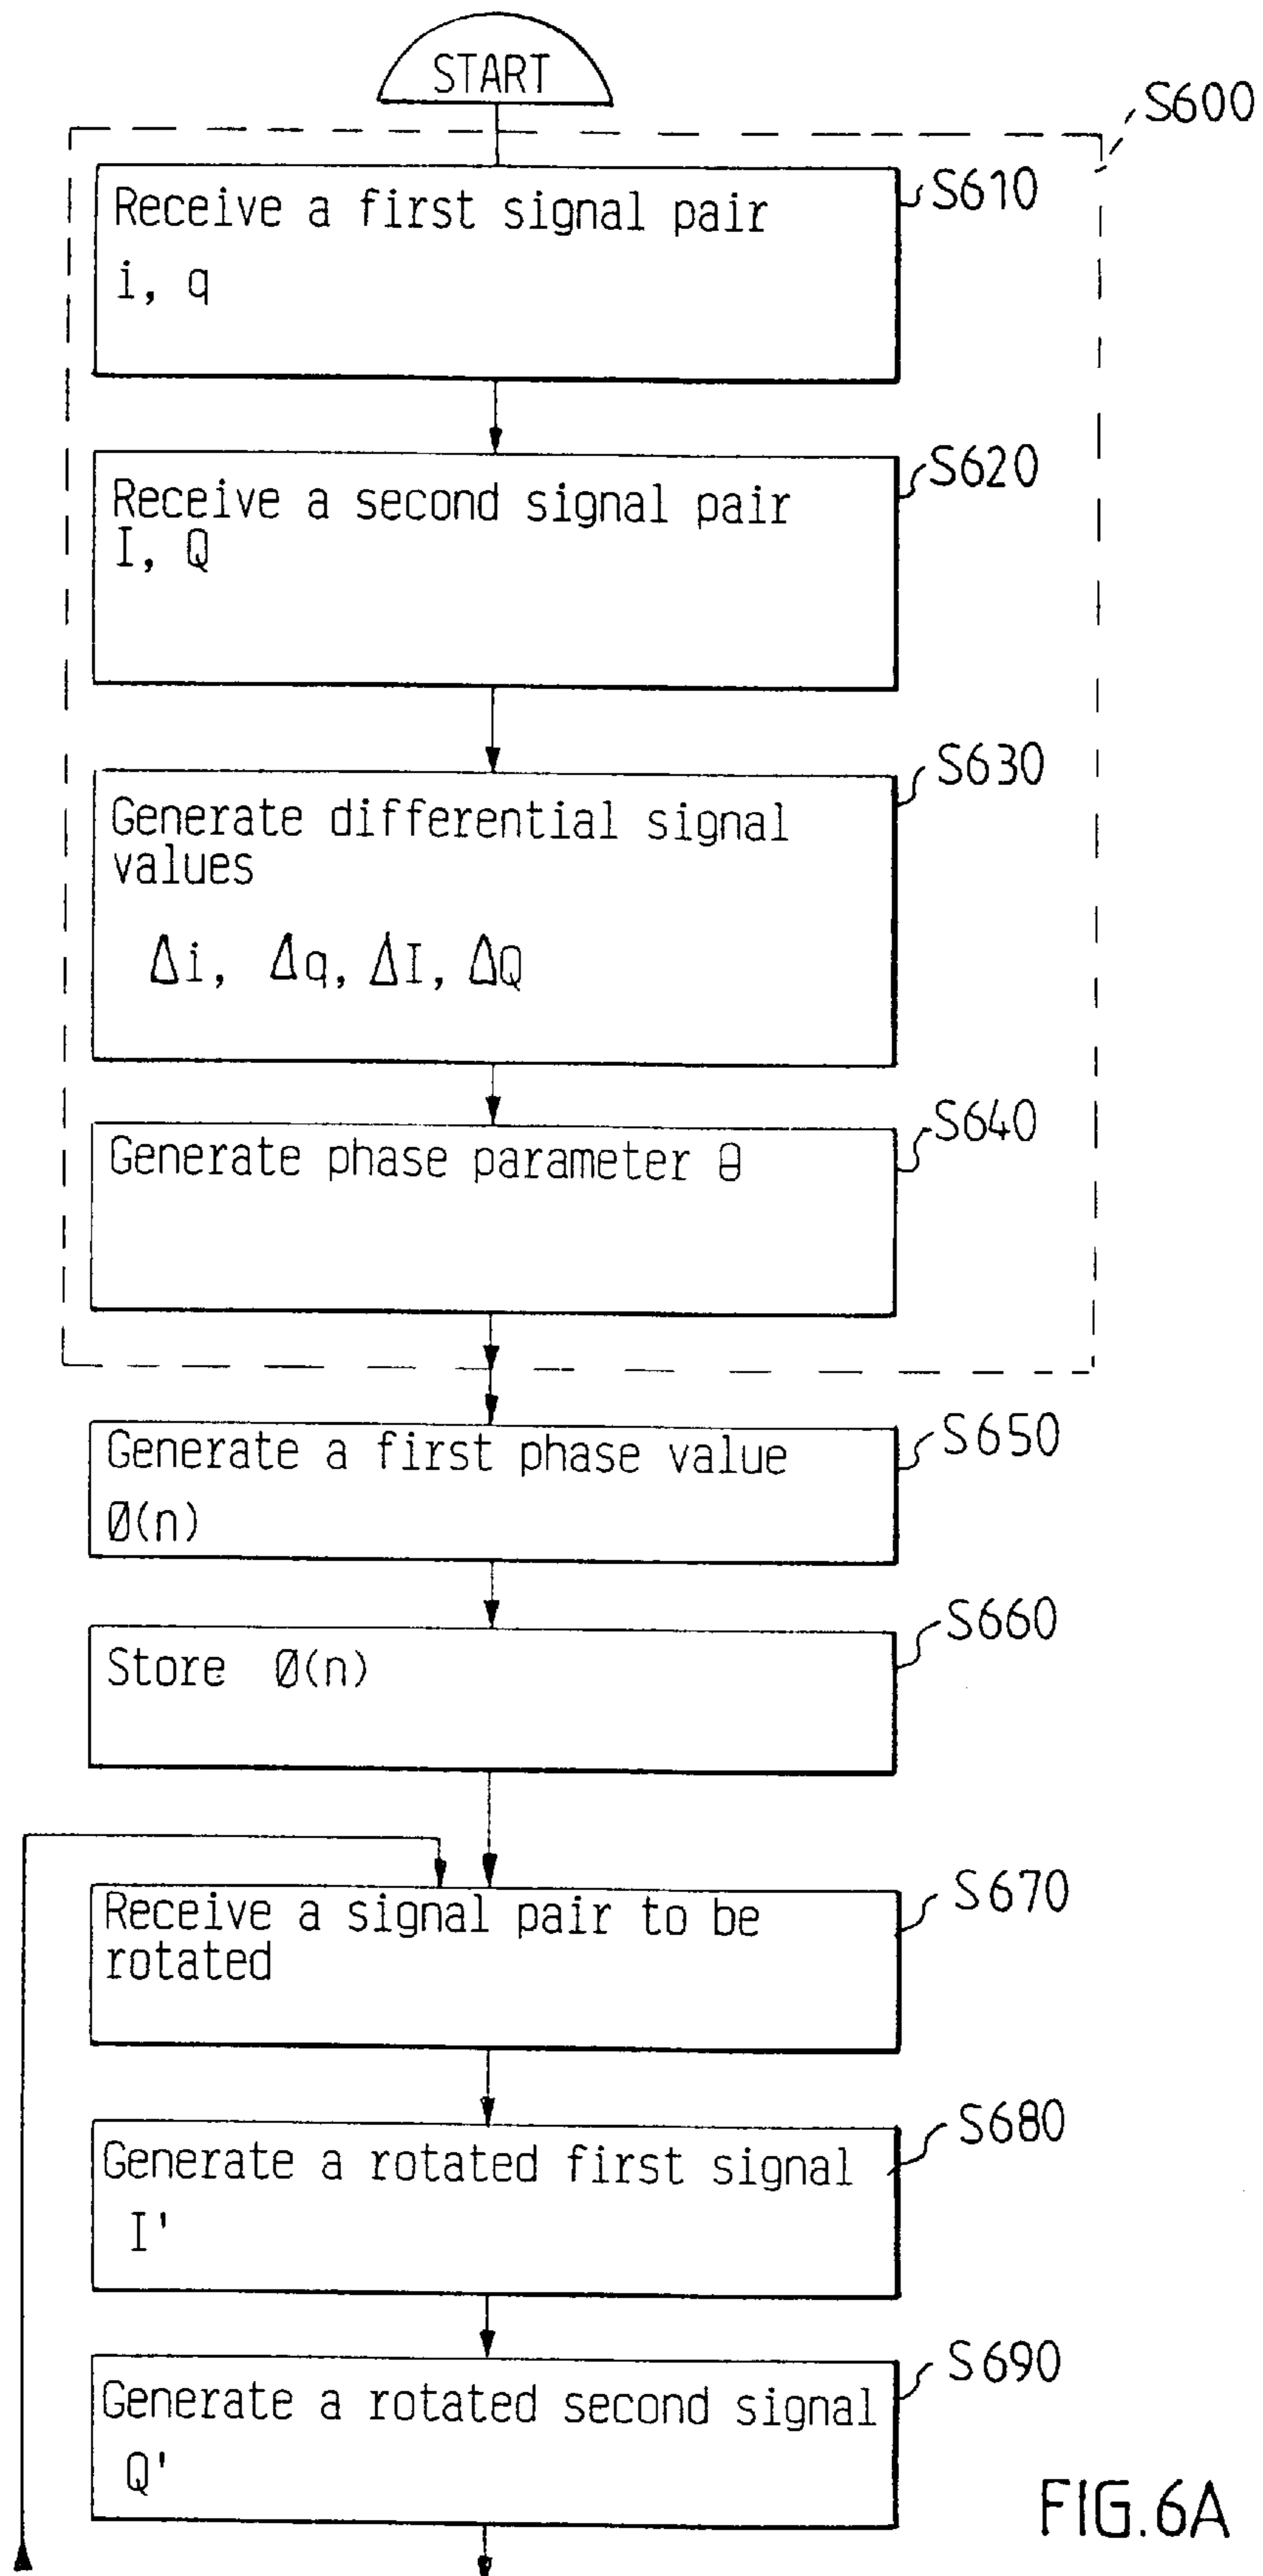 START
S600
Receive a first signal pair
i, q
S610
Receive a second signal pair
I, Q
S620
Generate differential signal
values
Δi, Δq, ΔI, ΔQ
S630
Generate phase parameter θ
S640
Generate a first phase value
Ø(n)
S650
Store Ø(n)
S660
Receive a signal pair to be
rotated
S670
Generate a rotated first signal
I'
S680
Generate a rotated second signal
Q'
S690
FIG.6A